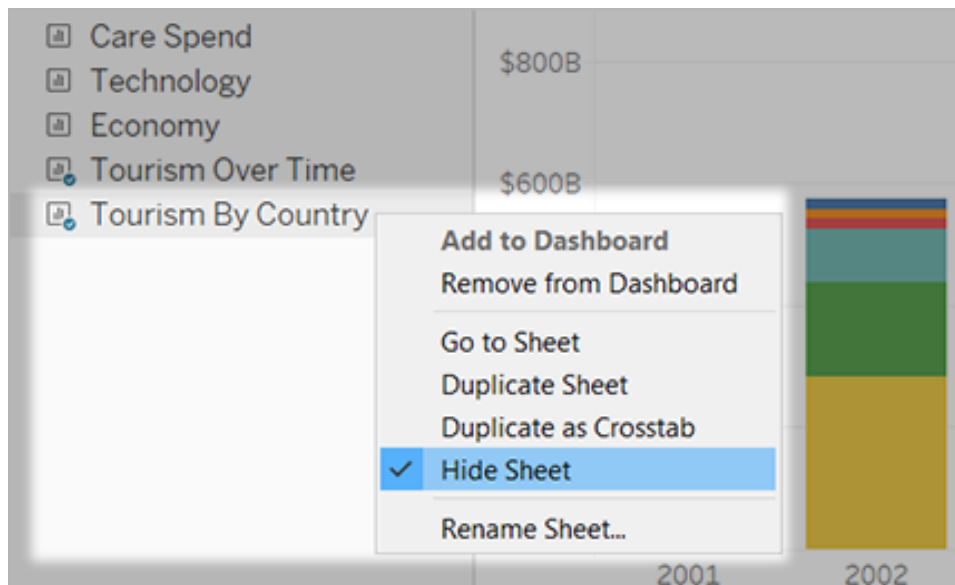 Care Spend
Technology
Economy
Tourism Over Time
Tourism By Country
Add to Dashboard
Remove from Dashboard
Go to Sheet
Duplicate Sheet
Duplicate as Crosstab
Hide Sheet
Rename Sheet...
$800B
$600B
2001
2002